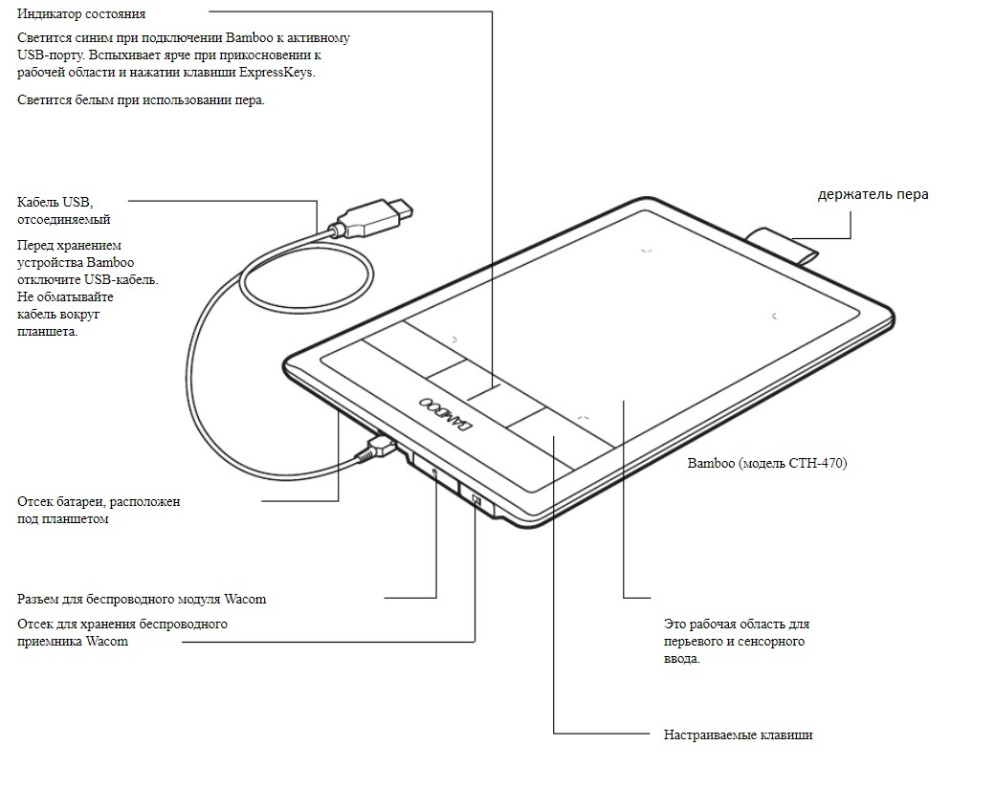 Индикатор состояния
Светится синим при подключении Bamboo к активному
USB-порту. Вспыхивает ярче при прикосновении к
рабочей области и нажатии клавиши ExpressKeys.
Светится белым при использовании пера.
держатель пера
Кабель USB,
отсоединяемый
Перед хранением
устройства Bamboo
отключите USB-кабель.
Не обматывайте
кабель вокруг
планшета.
BAMBOO
Bamboo (модель CTH-470)
Отсек батареи, расположен
под планшетом
Разъем для беспроводного модуля Wacom
Отсек для хранения беспроводного
приемника Wacom
Это рабочая область для
перьевого и сенсорного
ввода.
Настраиваемые клавиши